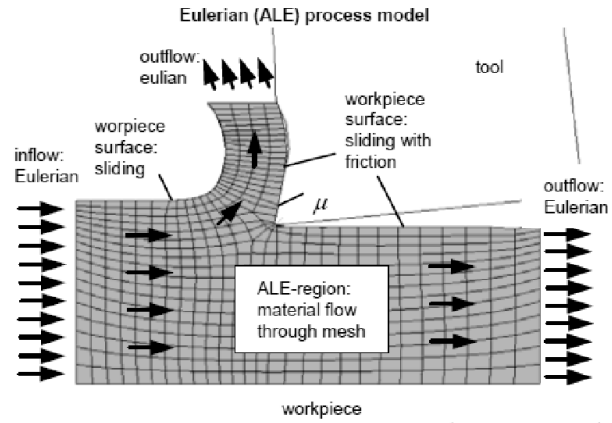 Eulerian (ALE) process model
outflow:
eulian
tool
worpiece
surface:
sliding
workpiece
surface:
sliding with
friction
inflow:
Eulerian
outflow:
Eulerian
μ
ALE-region:
material flow
through mesh
workpiece